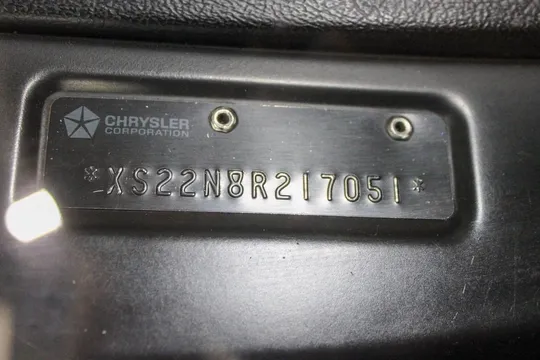 CHRYSLER
CORPORATION
*XS22N8R217051*